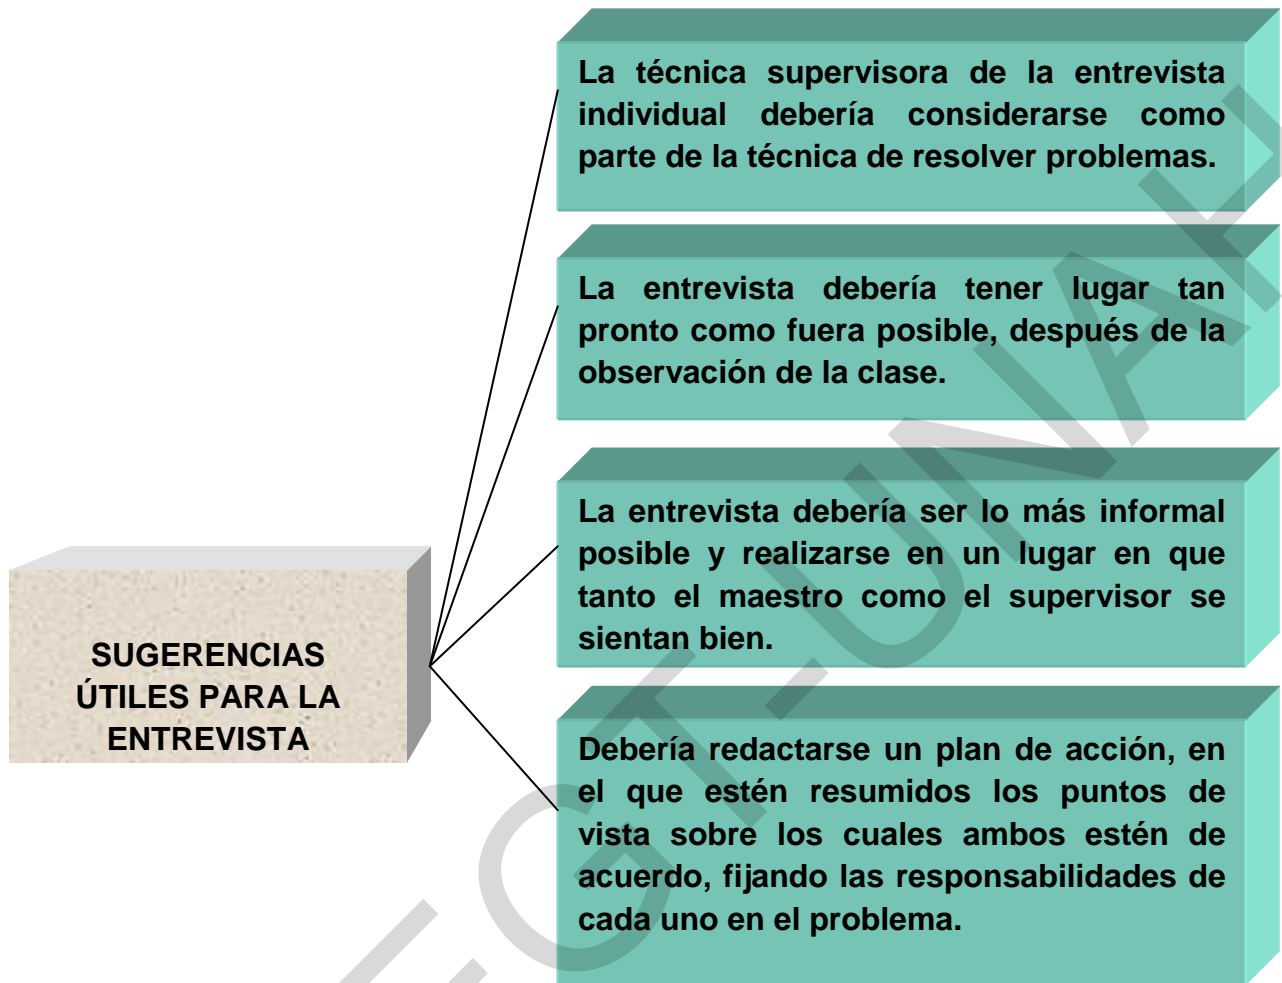 La técnica supervisora de la entrevista
individual debería considerarse como
parte de la técnica de resolver problemas.
La entrevista debería tener lugar tan
pronto como fuera posible, después de la
observación de la clase.
La entrevista debería ser lo más informal
posible y realizarse en un lugar en que
tanto el maestro como el supervisor se
sientan bien.
SUGERENCIAS
ÚTILES PARA LA
ENTREVISTA
Debería redactarse un plan de acción, en
el que estén resumidos los puntos de
vista sobre los cuales ambos estén de
acuerdo, fijando las responsabilidades de
cada uno en el problema.